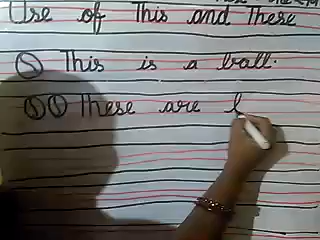 Use of This and These
① This is a ball.
①① These are